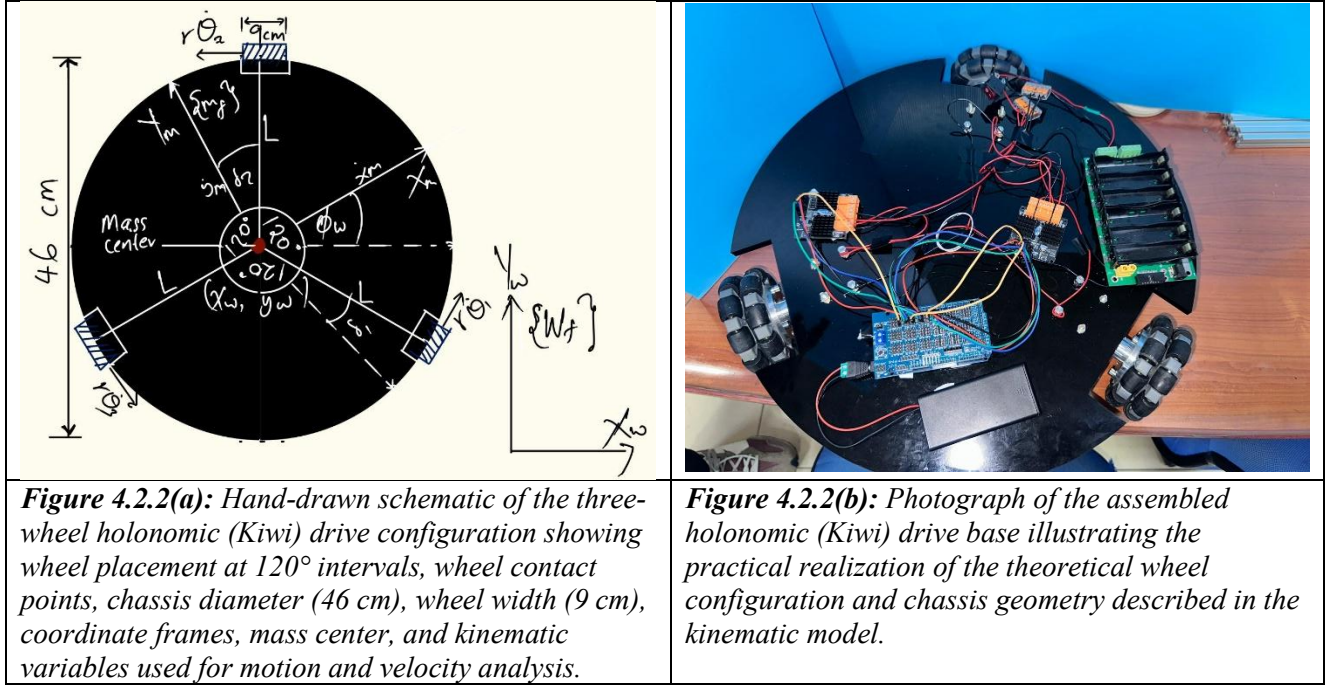 rθ̇₂
9cm
46 cm
Ym
{mf}
L
ẏm
δ2
ẋm
Xm
Φw
Mass
center
120°
120°
120°
L
(xw, yw)
L
δ1
rθ̇1
rθ̇3
Yw
{Wf}
Xw
Figure 4.2.2(a): Hand-drawn schematic of the three-
wheel holonomic (Kiwi) drive configuration showing
wheel placement at 120° intervals, wheel contact
points, chassis diameter (46 cm), wheel width (9 cm),
coordinate frames, mass center, and kinematic
variables used for motion and velocity analysis.
Figure 4.2.2(b): Photograph of the assembled
holonomic (Kiwi) drive base illustrating the
practical realization of the theoretical wheel
configuration and chassis geometry described in the
kinematic model.